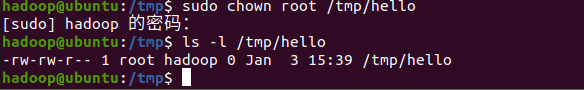 hadoop@ubuntu:/tmp$ sudo chown root /tmp/hello
[sudo] hadoop 的密码：
hadoop@ubuntu:/tmp$ ls -l /tmp/hello
-rw-rw-r-- 1 root hadoop 0 Jan  3 15:39 /tmp/hello
hadoop@ubuntu:/tmp$